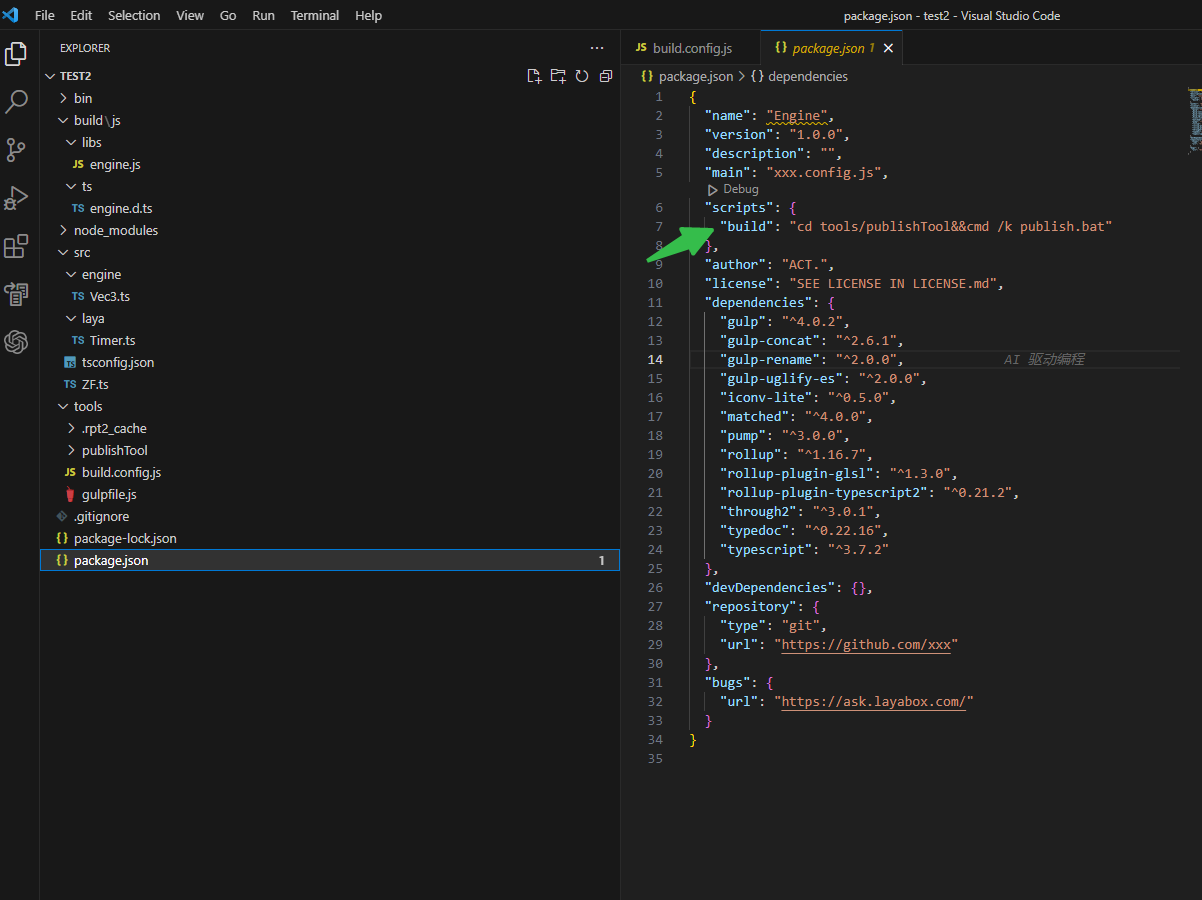 File Edit Selection View Go Run Terminal Help
package.json - test2 - Visual Studio Code
EXPLORER
TEST2
bin
build\js
libs
JS engine.js
ts
TS engine.d.ts
node_modules
src
engine
TS Vec3.ts
laya
TS Timer.ts
TS tsconfig.json
TS ZF.ts
tools
.rpt2_cache
publishTool
JS build.config.js
gulpfile.js
.gitignore
{} package-lock.json
{} package.json 1
JS build.config.js
{} package.json 1
{} package.json > {} dependencies
1 {
2 "name": "Engine",
3 "version": "1.0.0",
4 "description": "",
5 "main": "xxx.config.js",
Debug
6 "scripts": {
7 "build": "cd tools/publishTool&&cmd /k publish.bat"
8 },
9 "author": "ACT.",
10 "license": "SEE LICENSE IN LICENSE.md",
11 "dependencies": {
12 "gulp": "^4.0.2",
13 "gulp-concat": "^2.6.1",
14 "gulp-rename": "^2.0.0", AI 驱动编程
15 "gulp-uglify-es": "^2.0.0",
16 "iconv-lite": "^0.5.0",
17 "matched": "^4.0.0",
18 "pump": "^3.0.0",
19 "rollup": "^1.16.7",
20 "rollup-plugin-glsl": "^1.3.0",
21 "rollup-plugin-typescript2": "^0.21.2",
22 "through2": "^3.0.1",
23 "typedoc": "^0.22.16",
24 "typescript": "^3.7.2"
25 },
26 "devDependencies": {},
27 "repository": {
28 "type": "git",
29 "url": "https://github.com/xxx"
30 },
31 "bugs": {
32 "url": "https://ask.layabox.com/"
33 }
34 }
35